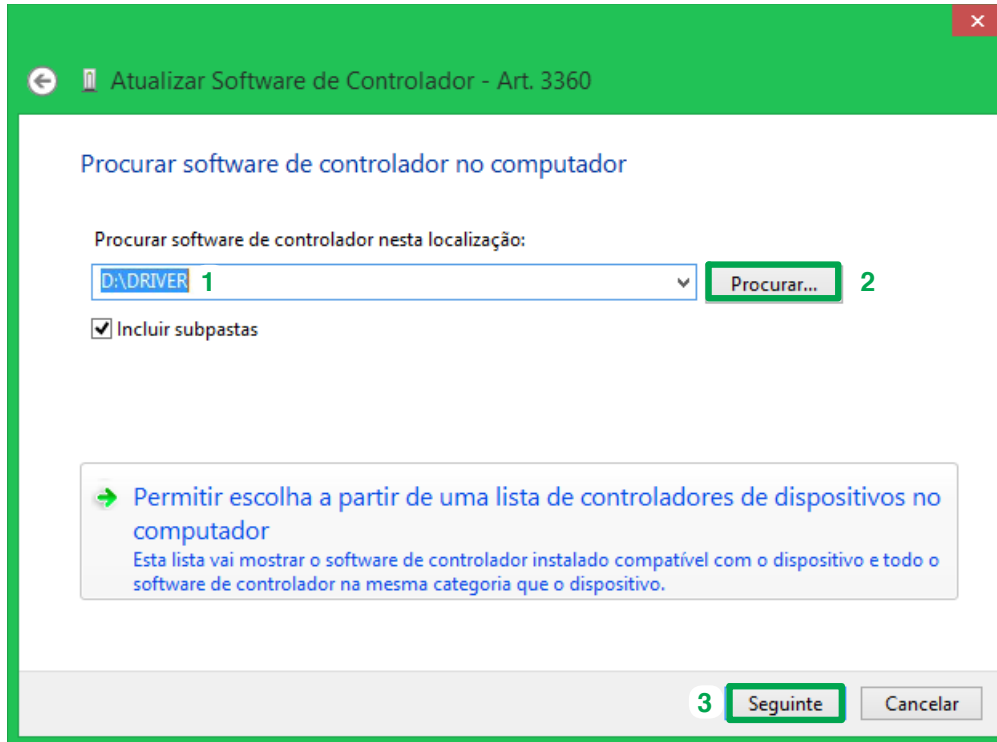 Atualizar Software de Controlador - Art. 3360
Procurar software de controlador no computador
Procurar software de controlador nesta localização:
D:\DRIVER 1 Procurar... 2
Incluir subpastas
Permitir escolha a partir de uma lista de controladores de dispositivos no
computador
Esta lista vai mostrar o software de controlador instalado compatível com o dispositivo e todo o
software de controlador na mesma categoria que o dispositivo.
3 Seguinte Cancelar